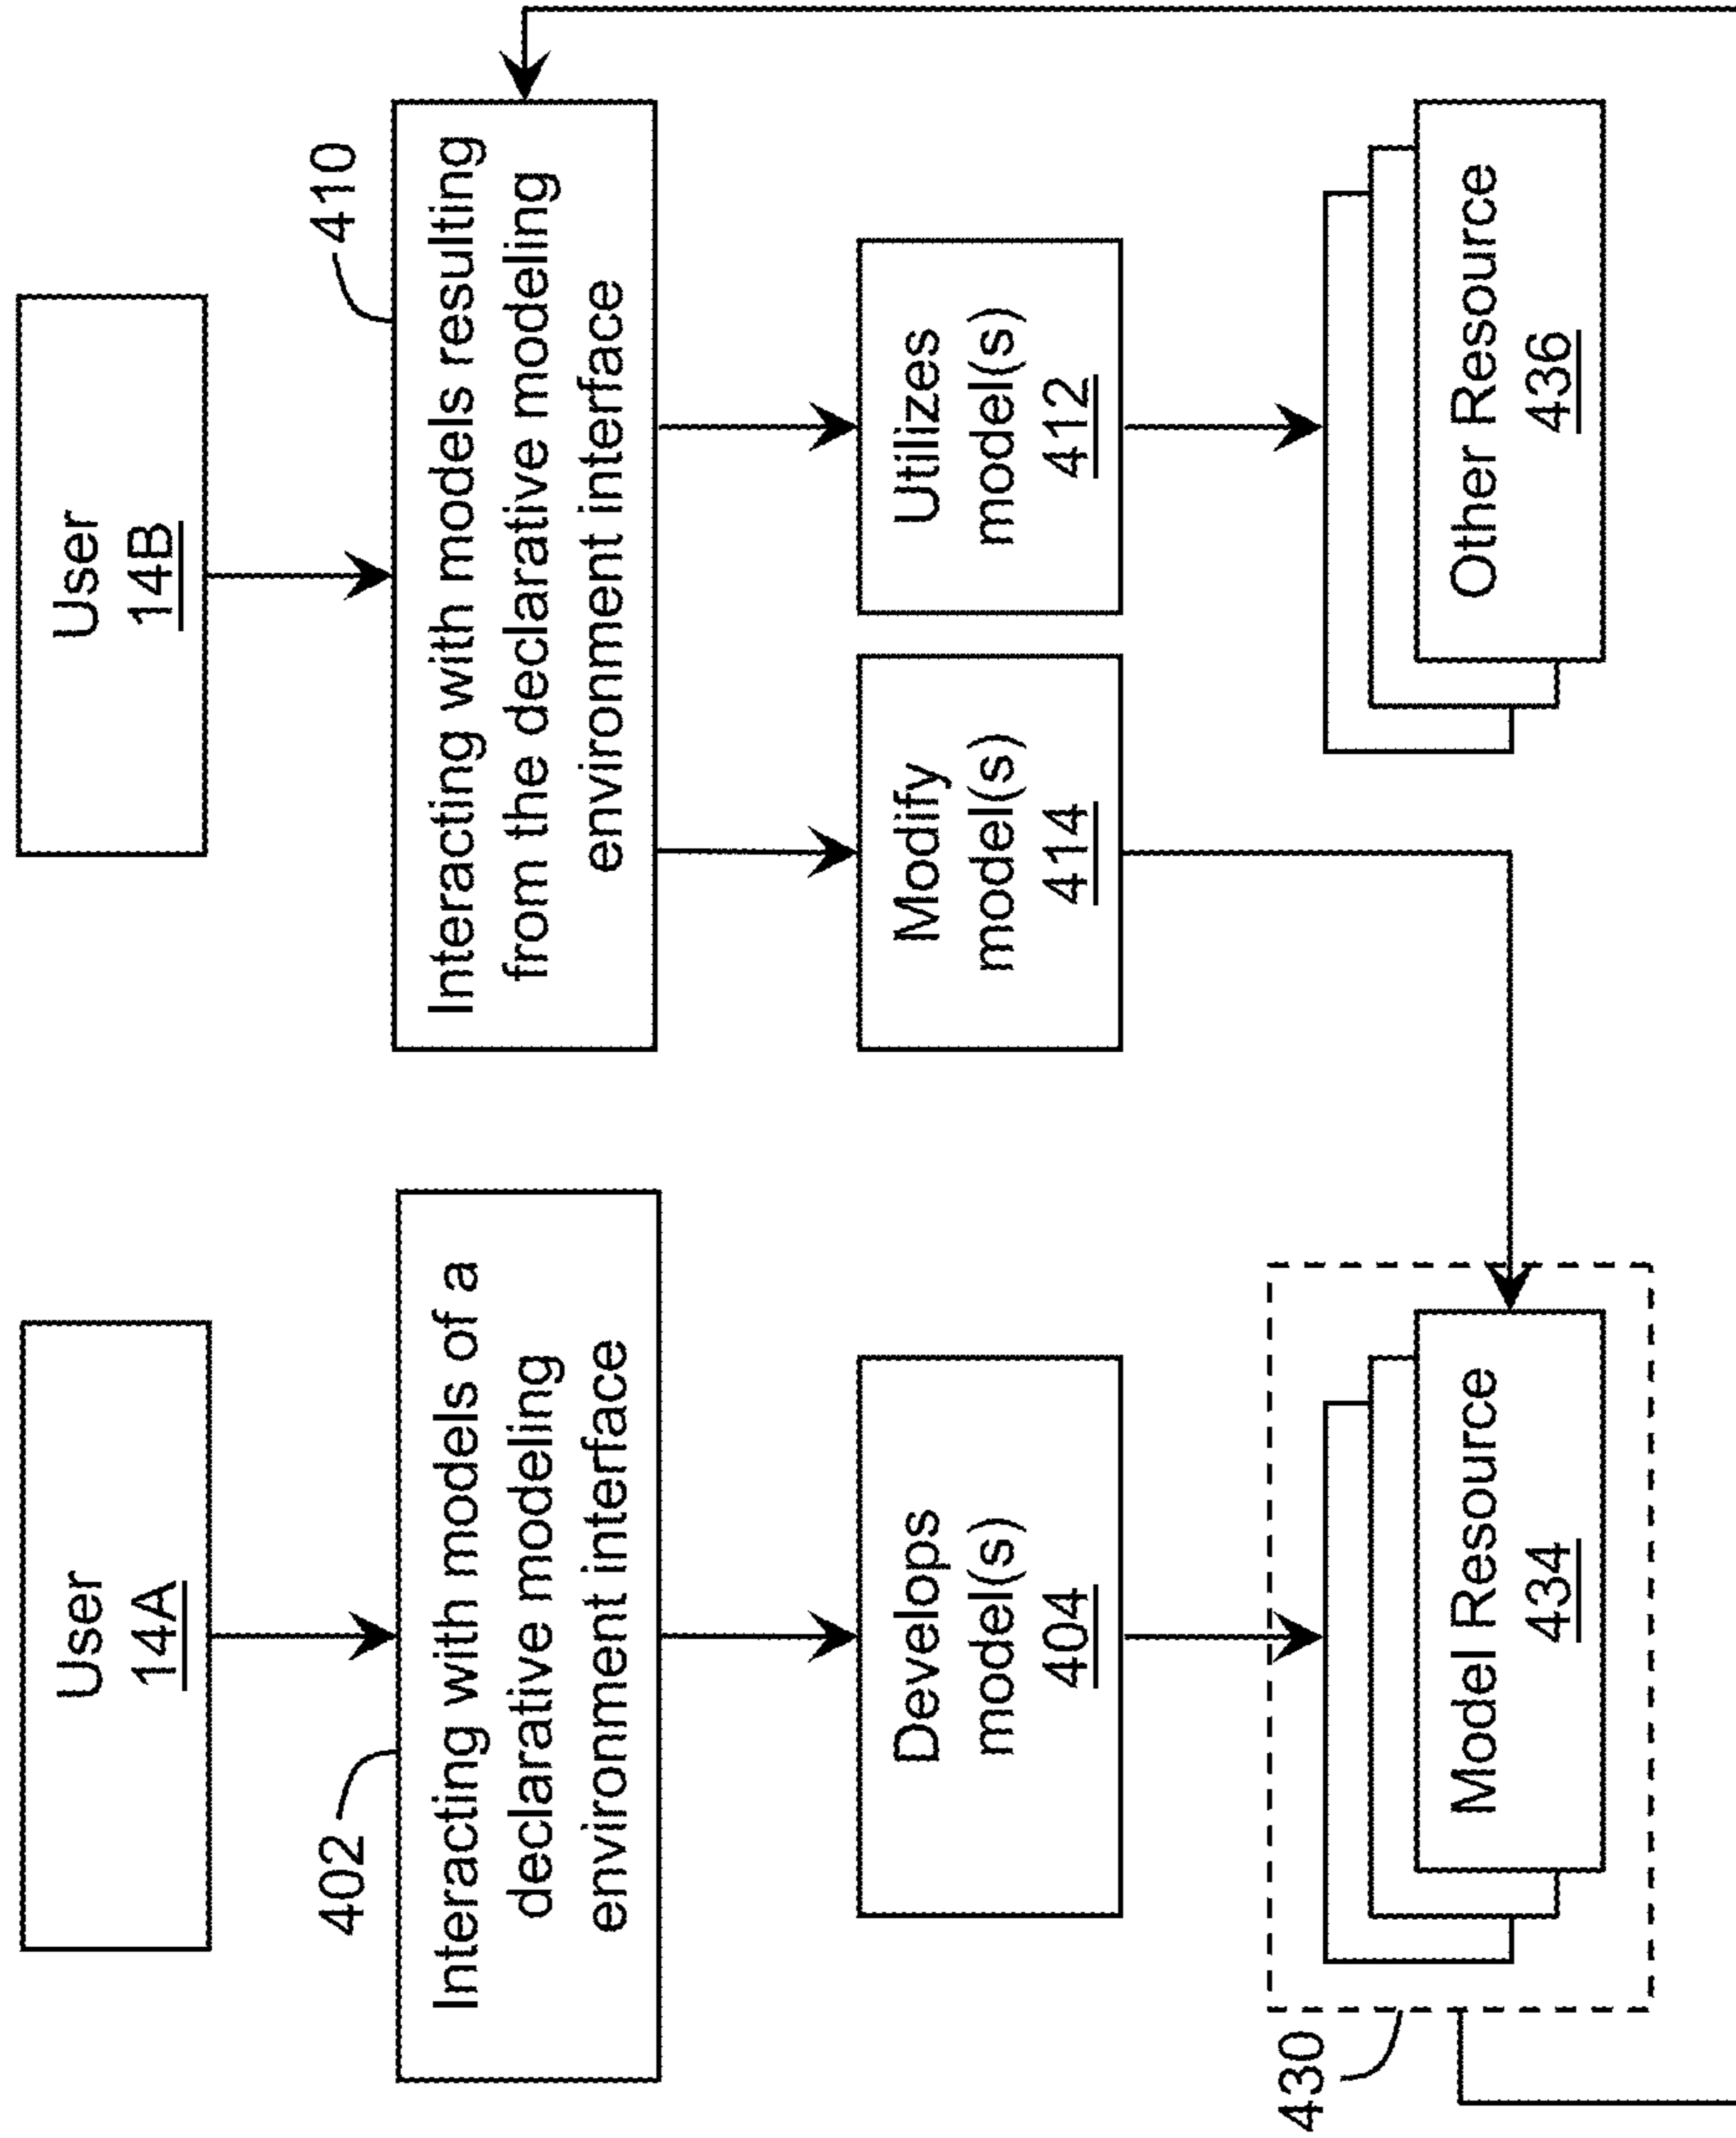 User
14A
402
Interacting with models of a
declarative modeling
environment interface
Develops
model(s)
404
430
Model Resource
434
User
14B
410
Interacting with models resulting
from the declarative modeling
environment interface
Modify
model(s)
414
Utilizes
model(s)
412
Other Resource
436